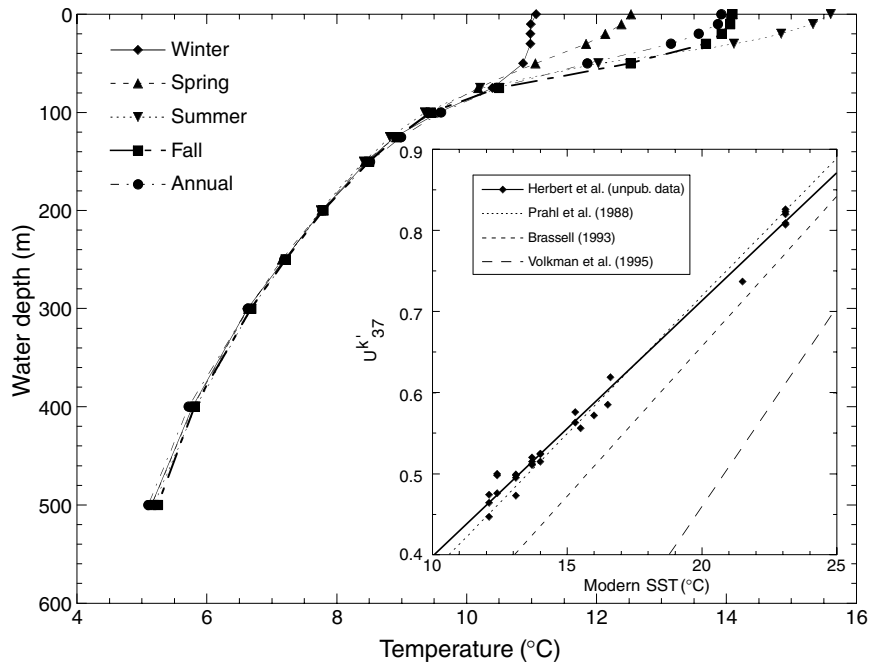 0
100
200
300
400
500
600
Water depth (m)
4
6
8
10
12
14
16
Temperature (°C)
Winter
Spring
Summer
Fall
Annual
0.9
0.8
0.7
0.6
0.5
0.4
U^k'_37
10
15
20
25
Modern SST (°C)
Herbert et al. (unpub. data)
Prahl et al. (1988)
Brassell (1993)
Volkman et al. (1995)